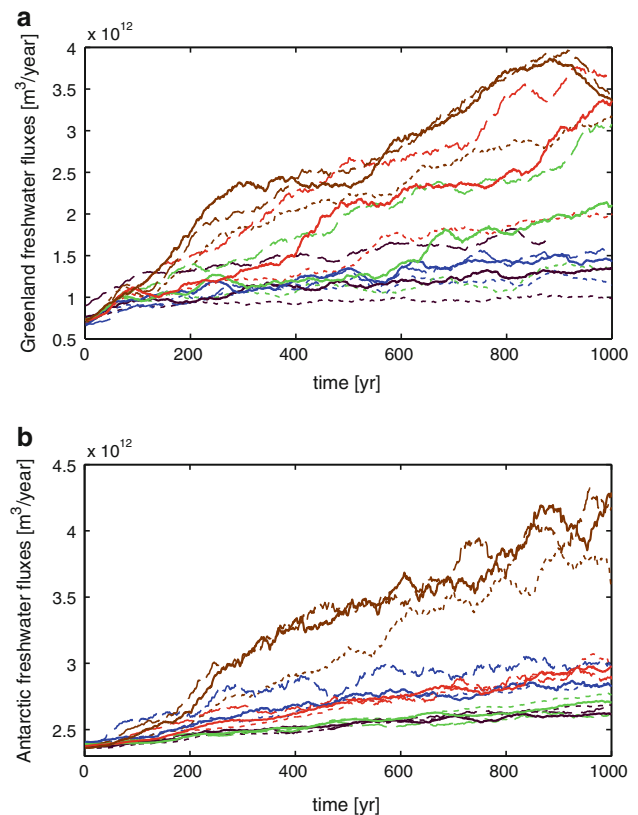 a
x 10^12
Greenland freshwater fluxes [m^3/year]
4
3.5
3
2.5
2
1.5
1
0.5
0 200 400 600 800 1000
time [yr]
b
x 10^12
Antarctic freshwater fluxes [m^3/year]
4.5
4
3.5
3
2.5
0 200 400 600 800 1000
time [yr]